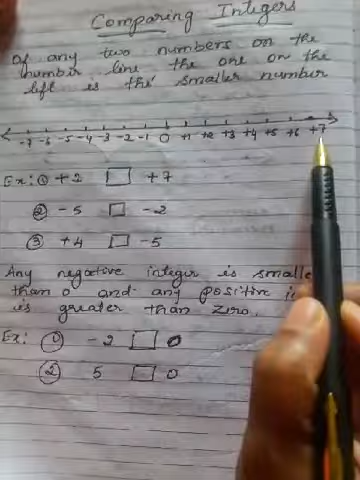 Comparing Integers
Of any two numbers on the
number line the one on the
left is the smaller number
-7 -6 -5 -4 -3 -2 -1 0 +1 +2 +3 +4 +5 +6 +7
Ex: ① +2 □ +7
② -5 □ -2
③ +4 □ -5
Any negative integer is smalle
than 0 and any positive i
is greater than zero.
Ex: ① -2 □ 0
② 5 □ 0